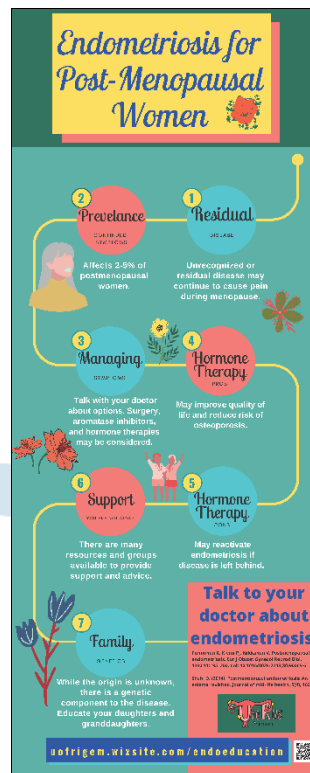 Endometriosis for
Post-Menopausal
Women
1
Residual
DISEASE
Unrecognized or
residual disease may
continue to cause pain
during menopause.
2
Prevelance
Affects 2-5% of
postmenopausal
women.
3
Managing
SYMPTOMS
Talk with your doctor
about options. Surgery,
aromatase inhibitors,
and hormone therapies
may be considered.
4
Hormone
Therapy
PROS
May improve quality of
life and reduce risk of
osteoporosis.
5
Hormone
Therapy
CONS
May reactivate
endometriosis if
disease is left behind.
6
Support
There are many
resources and groups
available to provide
support and advice.
7
Family
GENETICS
While the origin is unknown,
there is a genetic
component to the disease.
Educate your daughters and
granddaughters.
Talk to your
doctor about
endometriosis
uofrigem.wixsite.com/endoeducation